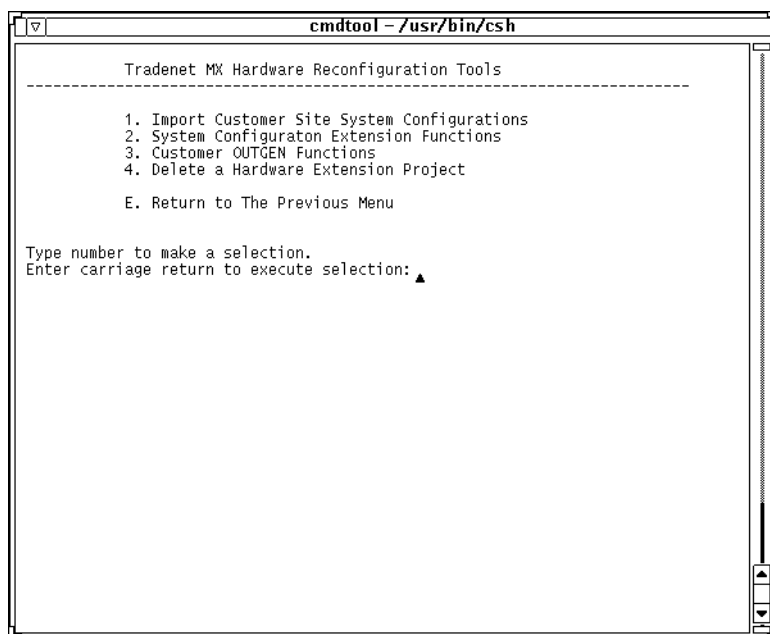 cmdtool – /usr/bin/csh
Tradenet MX Hardware Reconfiguration Tools
--------------------------------------------------------------------------
1. Import Customer Site System Configurations
2. System Configuraton Extension Functions
3. Customer OUTGEN Functions
4. Delete a Hardware Extension Project
E. Return to The Previous Menu
Type number to make a selection.
Enter carriage return to execute selection: